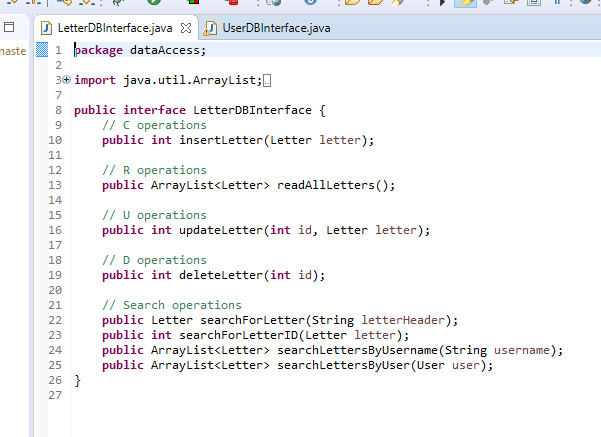 LetterDBInterface.java UserDBInterface.java
naste
1 package dataAccess;
2
3 import java.util.ArrayList;
7
8 public interface LetterDBInterface {
9 // C operations
10 public int insertLetter(Letter letter);
11
12 // R operations
13 public ArrayList<Letter> readAllLetters();
14
15 // U operations
16 public int updateLetter(int id, Letter letter);
17
18 // D operations
19 public int deleteLetter(int id);
20
21 // Search operations
22 public Letter searchForLetter(String letterHeader);
23 public int searchForLetterID(Letter letter);
24 public ArrayList<Letter> searchLettersByUsername(String username);
25 public ArrayList<Letter> searchLettersByUser(User user);
26 }
27